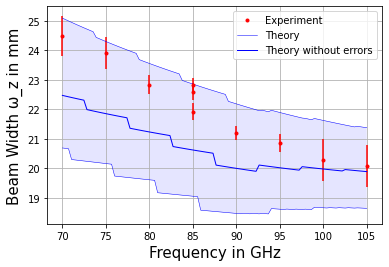 25
24
23
22
21
20
19
Beam Width ω_z in mm
Experiment
Theory
Theory without errors
70 75 80 85 90 95 100 105
Frequency in GHz